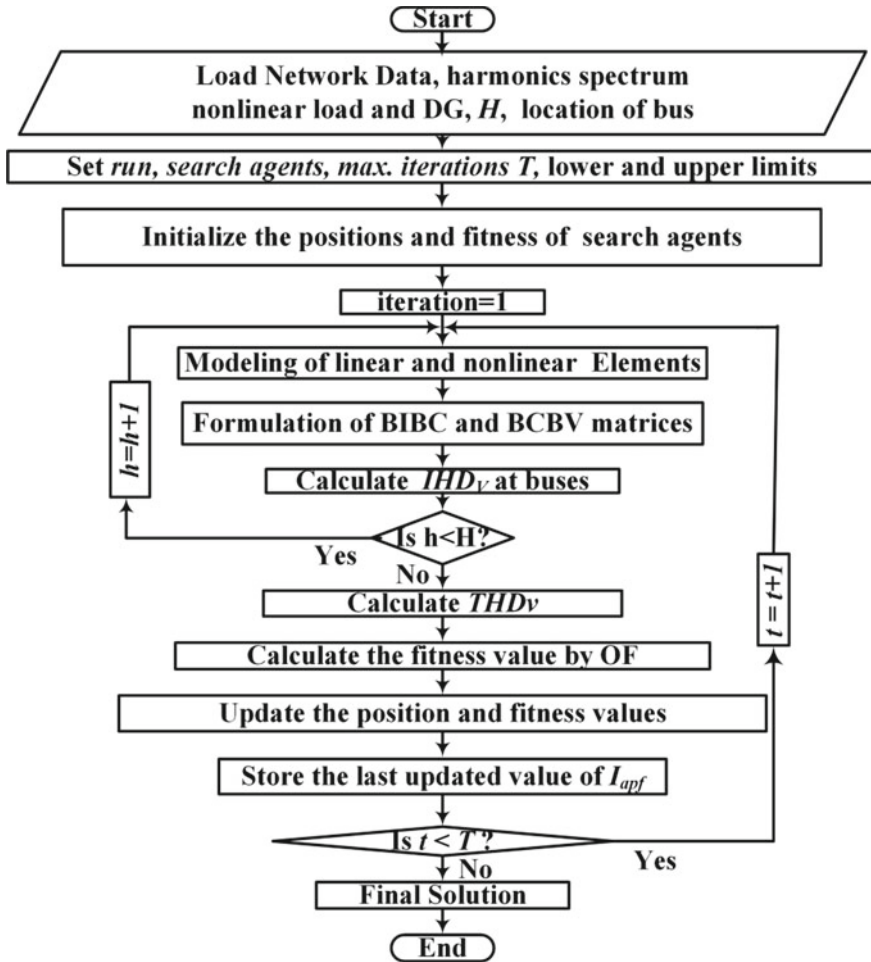 Start
Load Network Data, harmonics spectrum
nonlinear load and DG, H, location of bus
Set run, search agents, max. iterations T, lower and upper limits
Initialize the positions and fitness of search agents
iteration=1
Modeling of linear and nonlinear Elements
Formulation of BIBC and BCBV matrices
h=h+1
Calculate IHDV at buses
Is h<H?
Yes
No
Calculate THDv
t = t+1
Calculate the fitness value by OF
Update the position and fitness values
Store the last updated value of Iapf
Is t < T ?
Yes
No
Final Solution
End